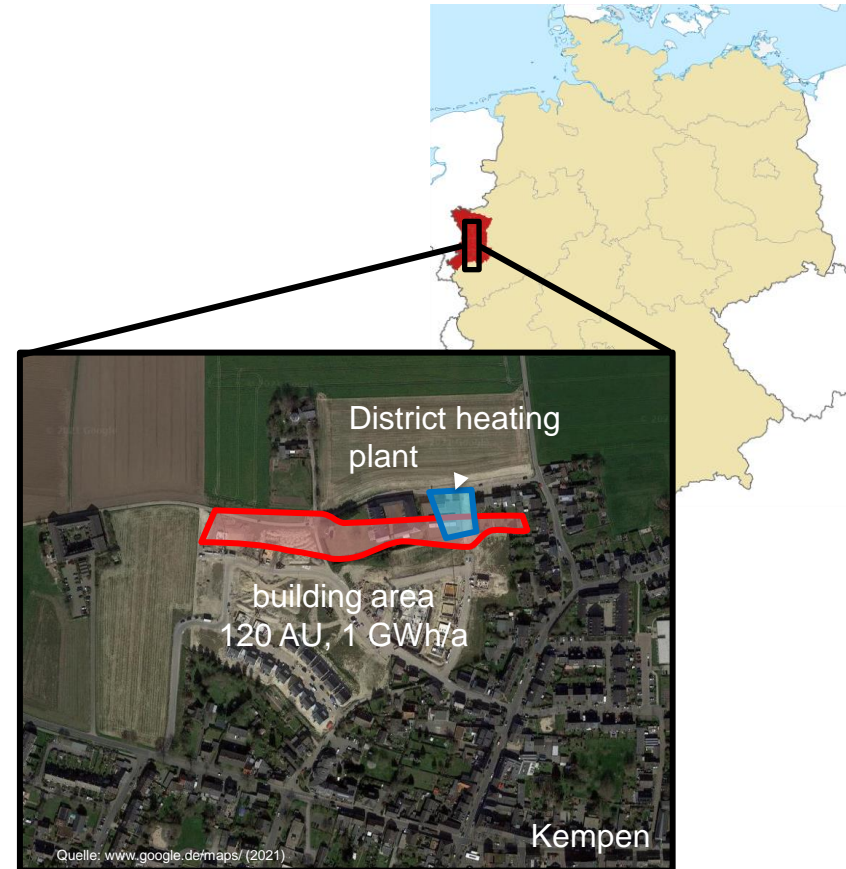 District heating
plant
building area
120 AU, 1 GWh/a
Kempen
Quelle: www.google.de/maps/ (2021)